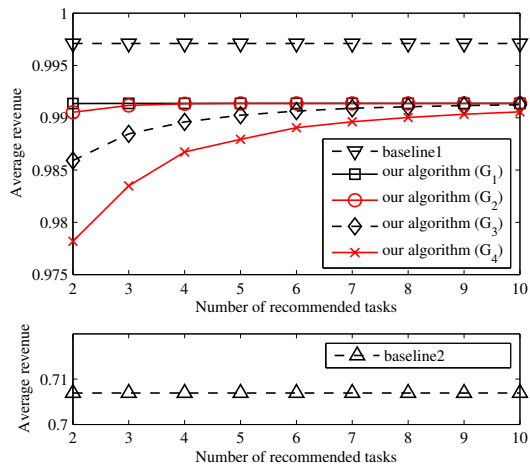 0.995
0.99
0.985
0.98
0.975
Average revenue
baseline1
our algorithm (G1)
our algorithm (G2)
our algorithm (G3)
our algorithm (G4)
2 3 4 5 6 7 8 9 10
Number of recommended tasks
0.71
0.7
Average revenue
baseline2
2 3 4 5 6 7 8 9 10
Number of recommended tasks